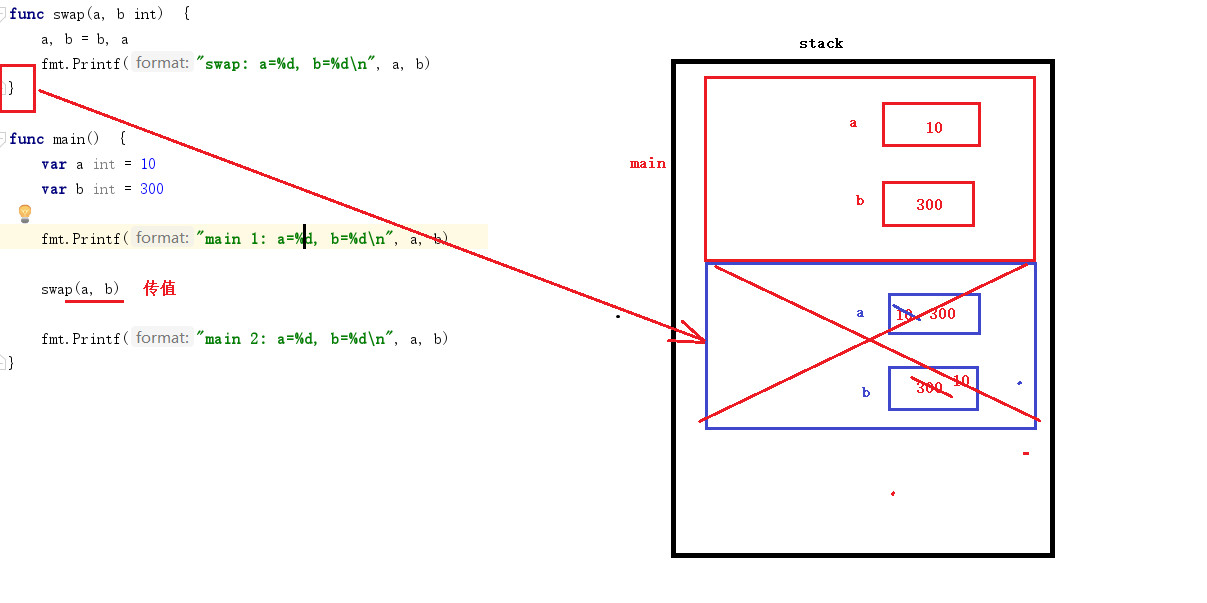 func swap(a, b int) {
a, b = b, a
fmt.Printf( format: "swap: a=%d, b=%d\n", a, b)
}
func main() {
var a int = 10
var b int = 300
fmt.Printf( format: "main 1: a=%d, b=%d\n", a, b)
swap(a, b) 传值
fmt.Printf( format: "main 2: a=%d, b=%d\n", a, b)
}
stack
main
a 10
b 300
a 10 300
b 300 10